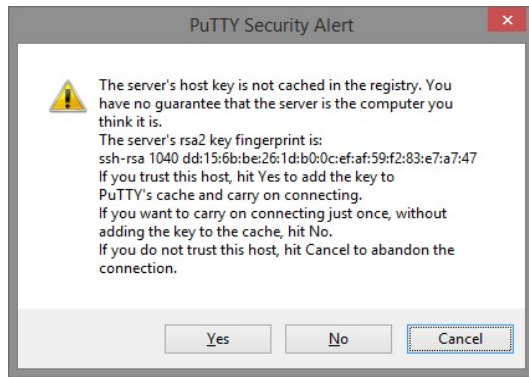 PuTTY Security Alert
The server's host key is not cached in the registry. You
have no guarantee that the server is the computer you
think it is.
The server's rsa2 key fingerprint is:
ssh-rsa 1040 dd:15:6b:be:26:1d:b0:0c:ef:af:59:f2:83:e7:a7:47
If you trust this host, hit Yes to add the key to
PuTTY's cache and carry on connecting.
If you want to carry on connecting just once, without
adding the key to the cache, hit No.
If you do not trust this host, hit Cancel to abandon the
connection.
Yes No Cancel